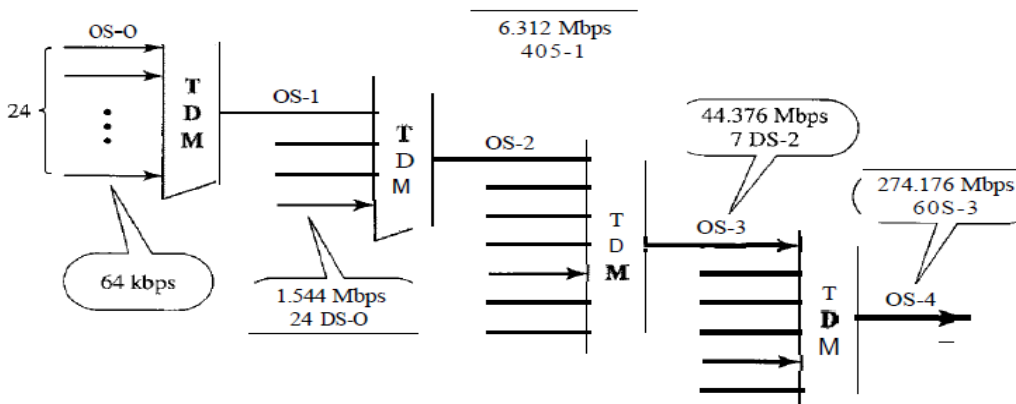 OS-O
6.312 Mbps
405-1
24
T
D
M
OS-1
T
D
M
OS-2
44.376 Mbps
7 DS-2
274.176 Mbps
60S-3
T
D
M
OS-3
64 kbps
1.544 Mbps
24 DS-O
T
D
M
OS-4